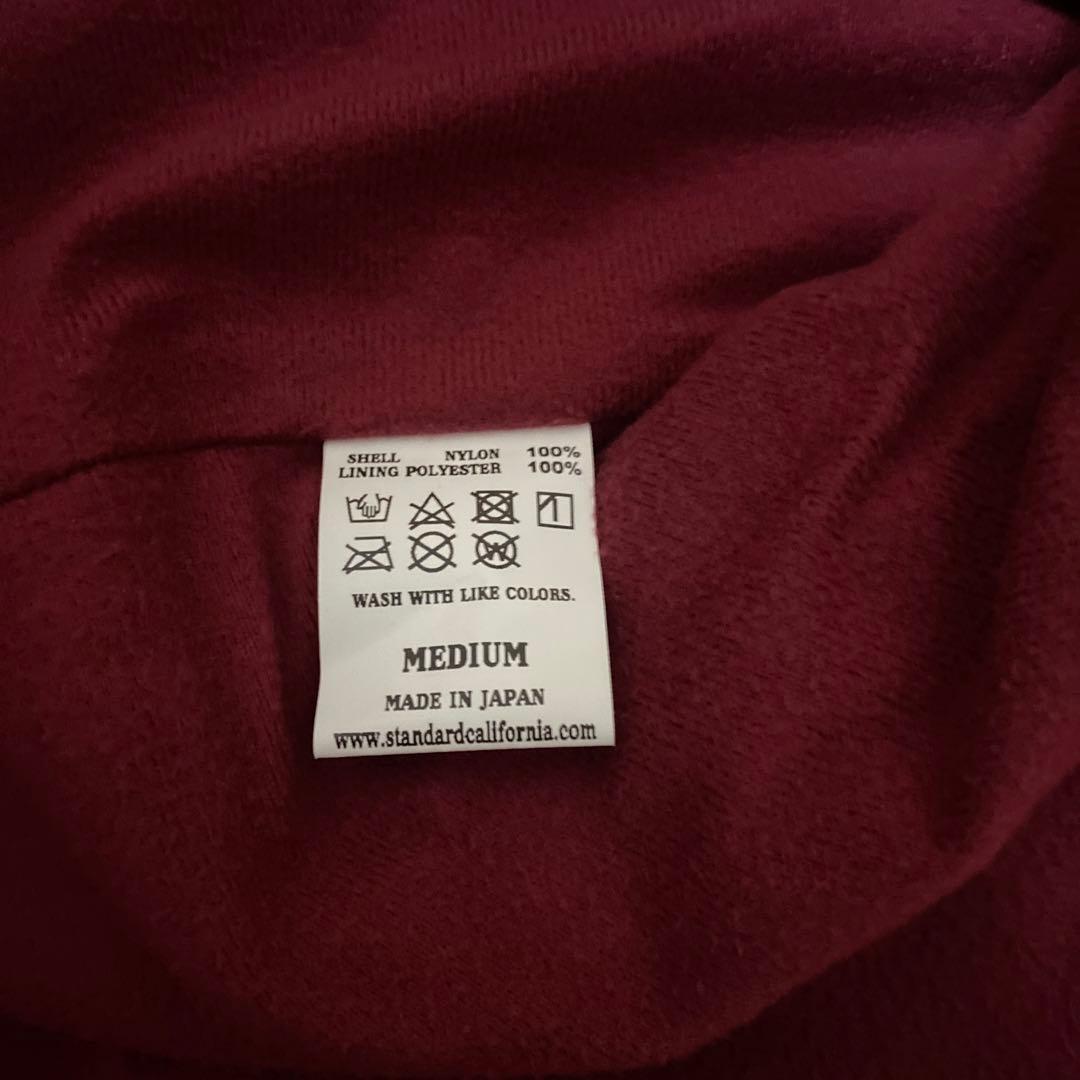 SHELL NYLON 100%
LINING POLYESTER 100%
WASH WITH LIKE COLORS.
MEDIUM
MADE IN JAPAN
www.standardcalifornia.com